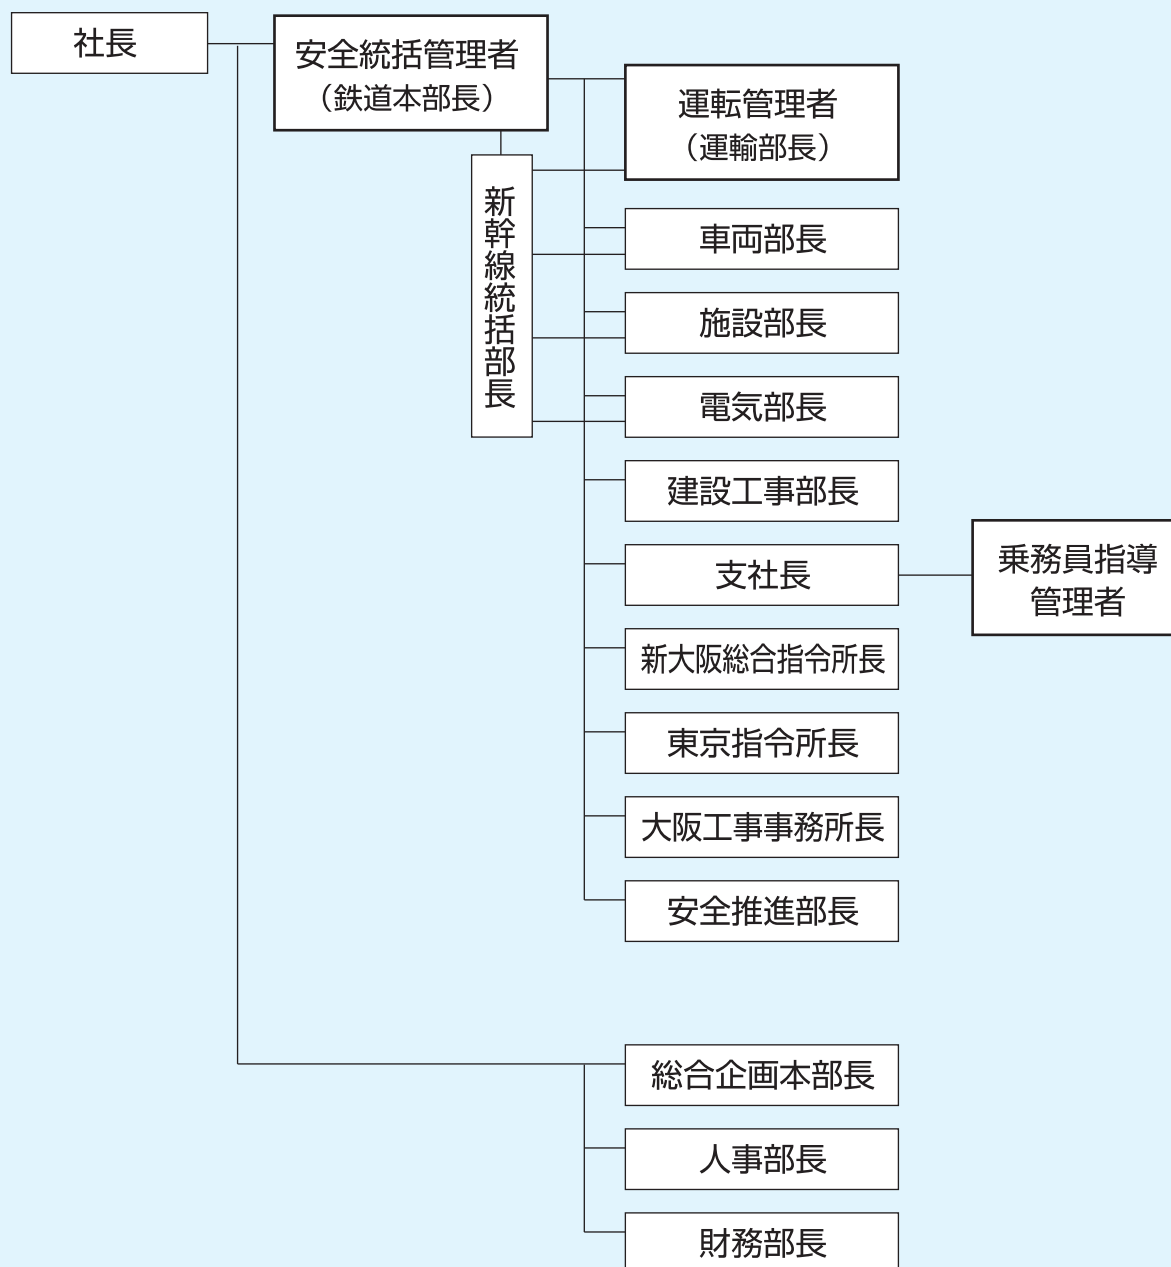 社長
安全統括管理者
（鉄道本部長）
運転管理者
（運輸部長）
新幹線統括部長
車両部長
施設部長
電気部長
建設工事部長
支社長
乗務員指導
管理者
新大阪総合指令所長
東京指令所長
大阪工事事務所長
安全推進部長
総合企画本部長
人事部長
財務部長